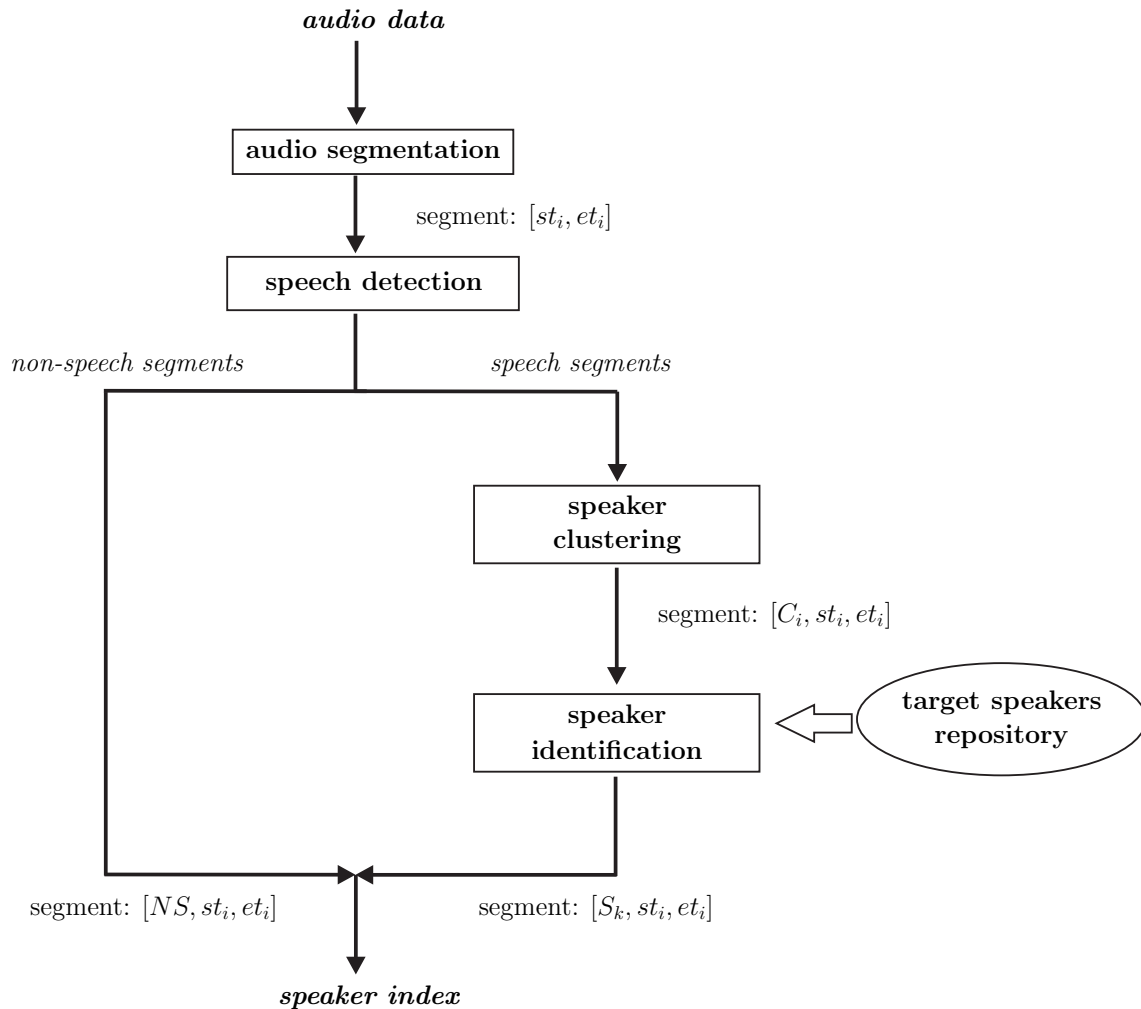 audio data
audio segmentation
segment: [st_i, et_i]
speech detection
non-speech segments
speech segments
speaker
clustering
segment: [C_i, st_i, et_i]
speaker
identification
target speakers
repository
segment: [NS, st_i, et_i]
segment: [S_k, st_i, et_i]
speaker index